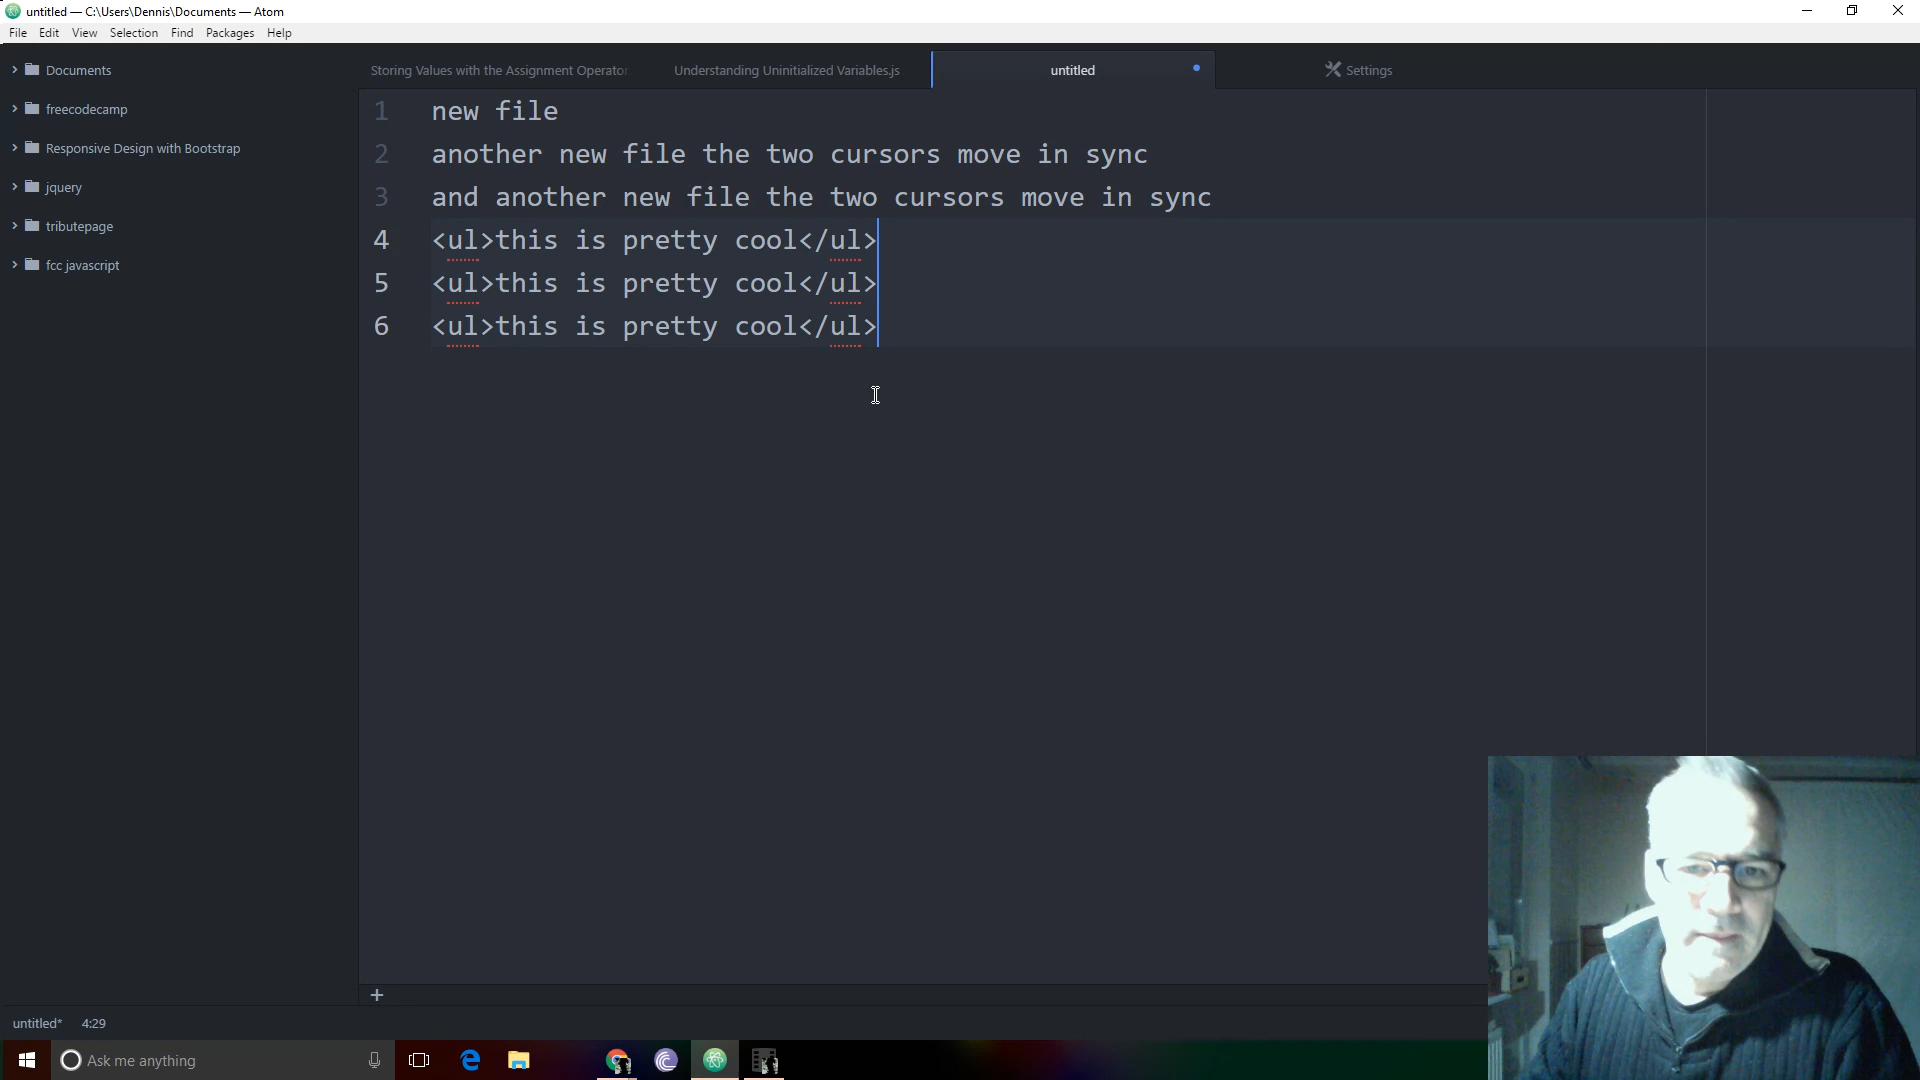 untitled — C:\Users\Dennis\Documents — Atom
File Edit View Selection Find Packages Help
Documents
freecodecamp
Responsive Design with Bootstrap
jquery
tributepage
fcc javascript
Storing Values with the Assignment Operator
Understanding Uninitialized Variables.js
untitled
Settings
1 new file
2 another new file the two cursors move in sync
3 and another new file the two cursors move in sync
4 <ul>this is pretty cool</ul>
5 <ul>this is pretty cool</ul>
6 <ul>this is pretty cool</ul>
+
untitled* 4:29
Ask me anything